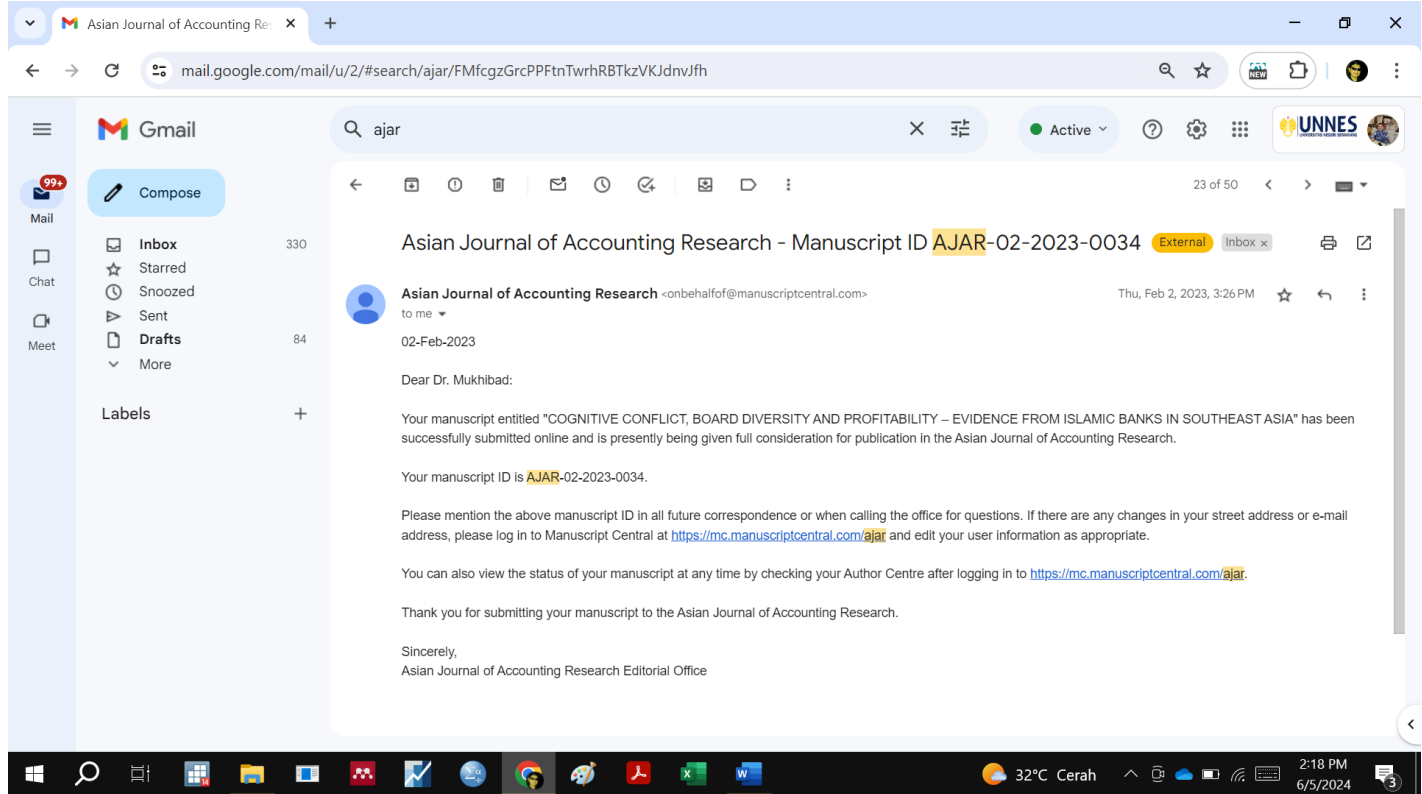 Asian Journal of Accounting Re
mail.google.com/mail/u/2/#search/ajar/FMfcgzGrcPPFtnTwrhRBTkzVKJdnvJfh
NEW
Gmail
ajar
Active
UNNES
UNIVERSITAS NEGERI SEMARANG
99+
Mail
Chat
Meet
Compose
Inbox 330
Starred
Snoozed
Sent
Drafts 84
More
Labels
23 of 50
Asian Journal of Accounting Research - Manuscript ID AJAR-02-2023-0034 External Inbox x
Asian Journal of Accounting Research <onbehalfof@manuscriptcentral.com> Thu, Feb 2, 2023, 3:26 PM
to me
02-Feb-2023
Dear Dr. Mukhibad:
Your manuscript entitled "COGNITIVE CONFLICT, BOARD DIVERSITY AND PROFITABILITY – EVIDENCE FROM ISLAMIC BANKS IN SOUTHEAST ASIA" has been
successfully submitted online and is presently being given full consideration for publication in the Asian Journal of Accounting Research.
Your manuscript ID is AJAR-02-2023-0034.
Please mention the above manuscript ID in all future correspondence or when calling the office for questions. If there are any changes in your street address or e-mail
address, please log in to Manuscript Central at https://mc.manuscriptcentral.com/ajar and edit your user information as appropriate.
You can also view the status of your manuscript at any time by checking your Author Centre after logging in to https://mc.manuscriptcentral.com/ajar.
Thank you for submitting your manuscript to the Asian Journal of Accounting Research.
Sincerely,
Asian Journal of Accounting Research Editorial Office
14
32°C Cerah
2:18 PM
6/5/2024
3